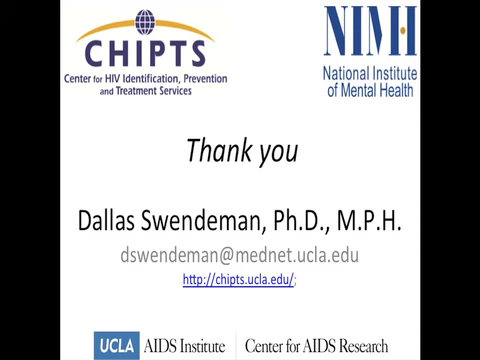 CHIPTS
Center for HIV Identification, Prevention
and Treatment Services
NIMH
National Institute
of Mental Health
Thank you
Dallas Swendeman, Ph.D., M.P.H.
dswendeman@mednet.ucla.edu
http://chipts.ucla.edu/;
UCLA AIDS Institute | Center for AIDS Research